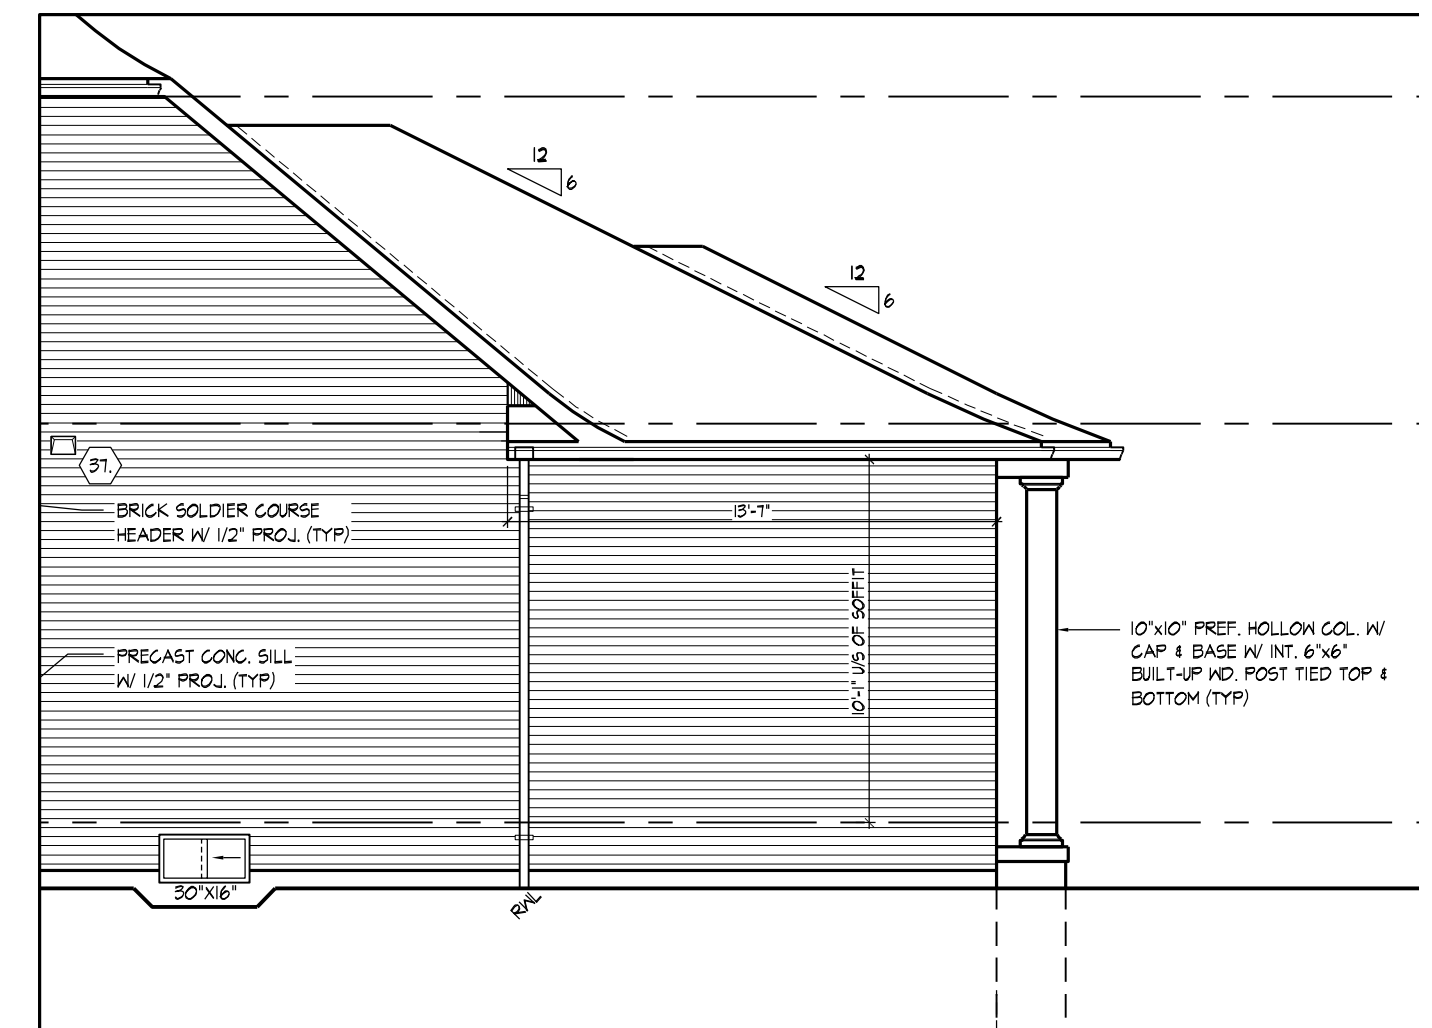 12
6
12
6
37.
BRICK SOLDIER COURSE
HEADER W/ 1/2" PROJ. (TYP)
13'-7"
10'-1" U/S OF SOFFIT
10"x10" PREF. HOLLOW COL. W/
CAP & BASE W/ INT. 6"x6"
BUILT-UP WD. POST TIED TOP &
BOTTOM (TYP)
PRECAST CONC. SILL
W/ 1/2" PROJ. (TYP)
30"X16"
RWL